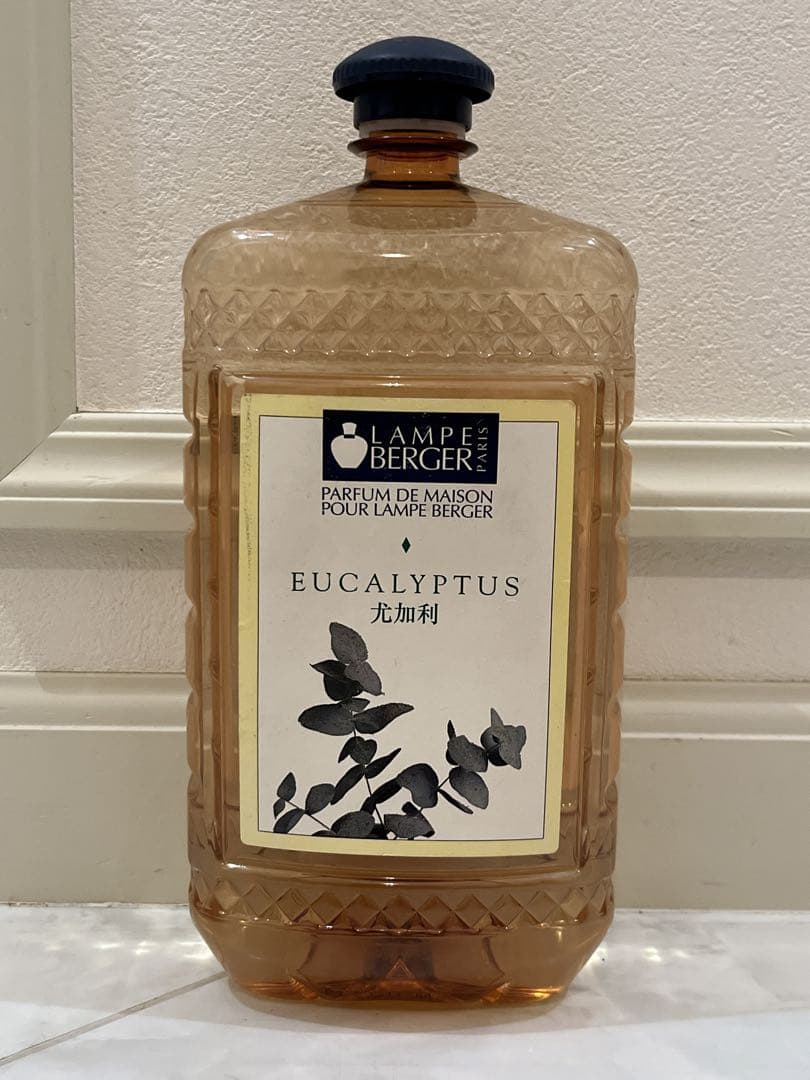 LAMPE
BERGER
PARIS
PARFUM DE MAISON
POUR LAMPE BERGER
EUCALYPTUS
尤加利